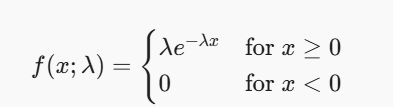 f(x; λ) = { λe^{−λx} for x ≥ 0
0 for x < 0